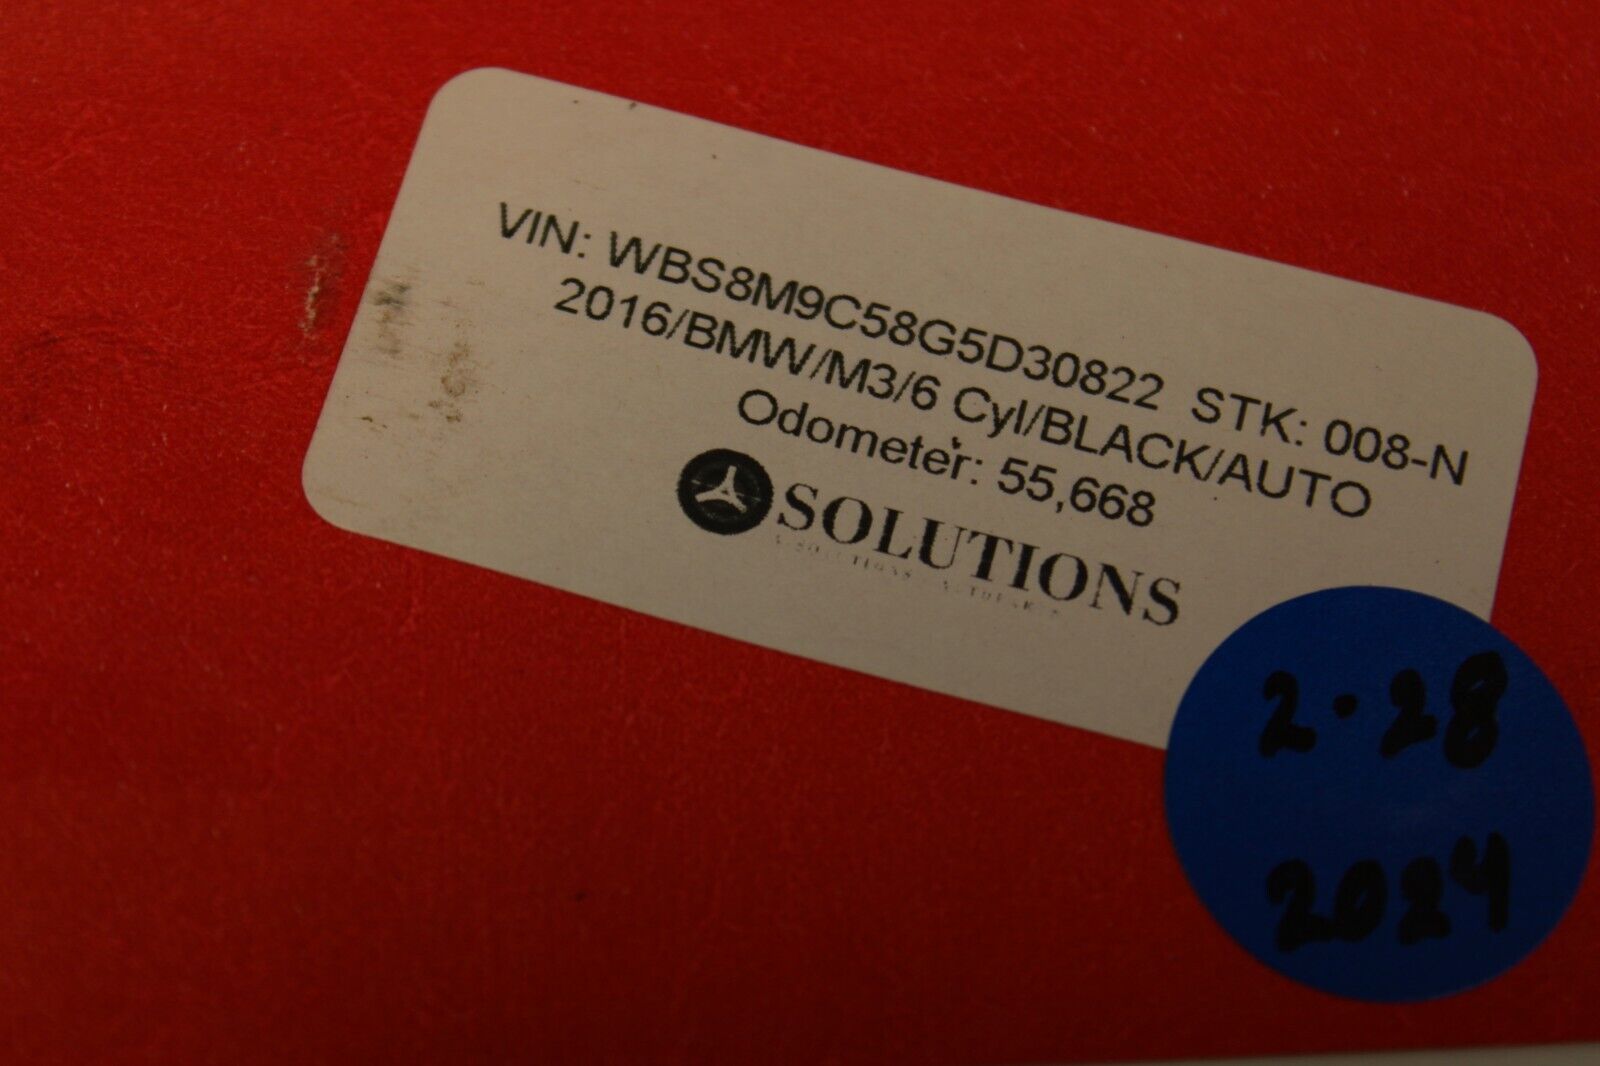 VIN: WBS8M9C58G5D30822 STK: 008-N
2016/BMW/M3/6 Cyl/BLACK/AUTO
Odometer: 55,668
SOLUTIONS
2·28
2024